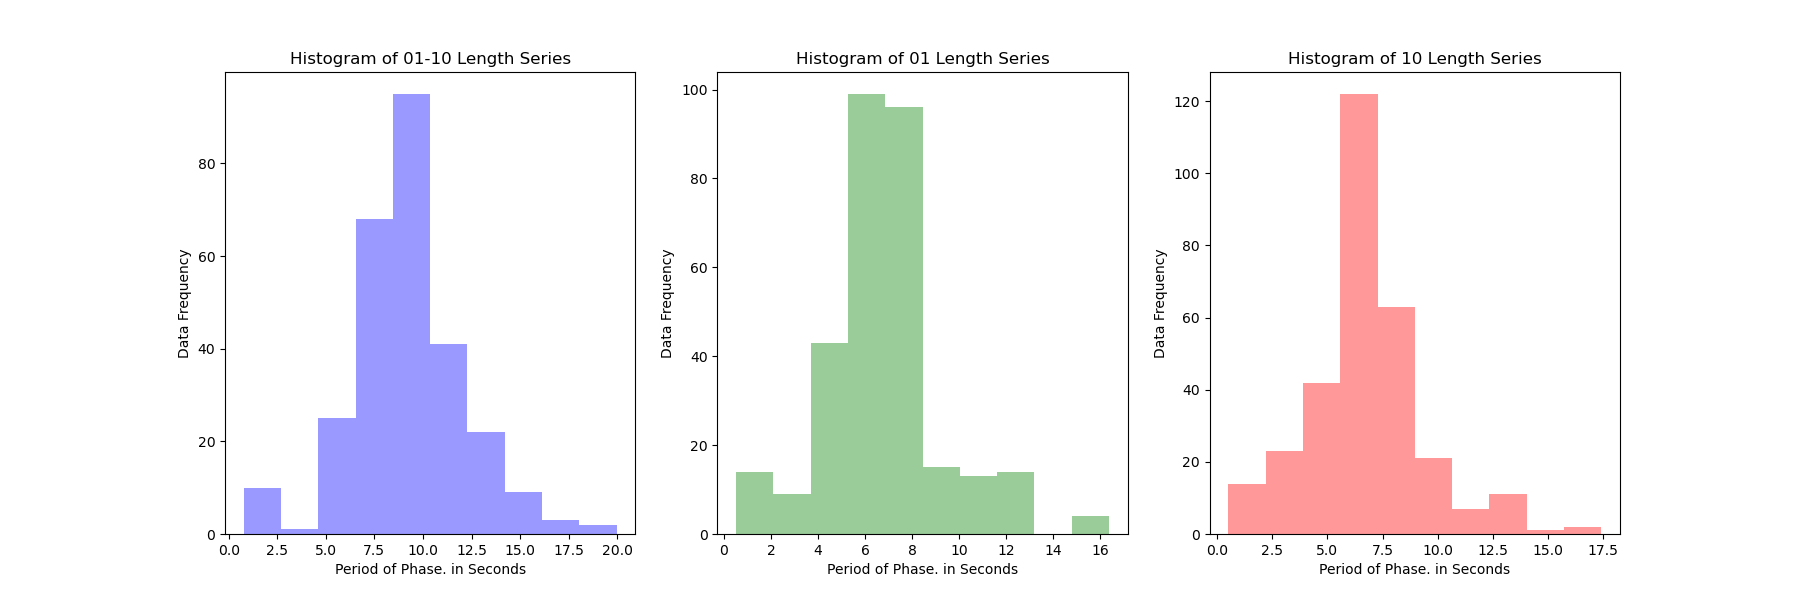 Histogram of 01-10 Length Series
Data Frequency
80
60
40
20
0
0.0 2.5 5.0 7.5 10.0 12.5 15.0 17.5 20.0
Period of Phase. in Seconds
Histogram of 01 Length Series
Data Frequency
100
80
60
40
20
0
0 2 4 6 8 10 12 14 16
Period of Phase. in Seconds
Histogram of 10 Length Series
Data Frequency
120
100
80
60
40
20
0
0.0 2.5 5.0 7.5 10.0 12.5 15.0 17.5
Period of Phase. in Seconds